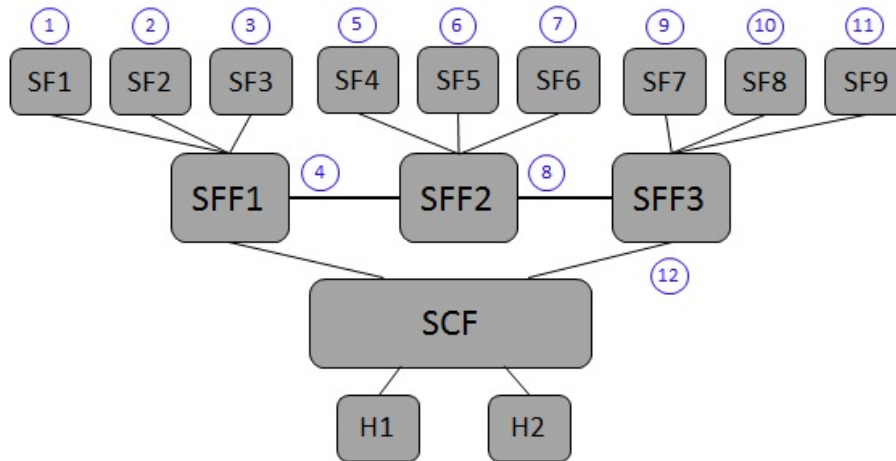 1 2 3 5 6 7 9 10 11
SF1 SF2 SF3 SF4 SF5 SF6 SF7 SF8 SF9
4 8
SFF1 SFF2 SFF3
12
SCF
H1 H2